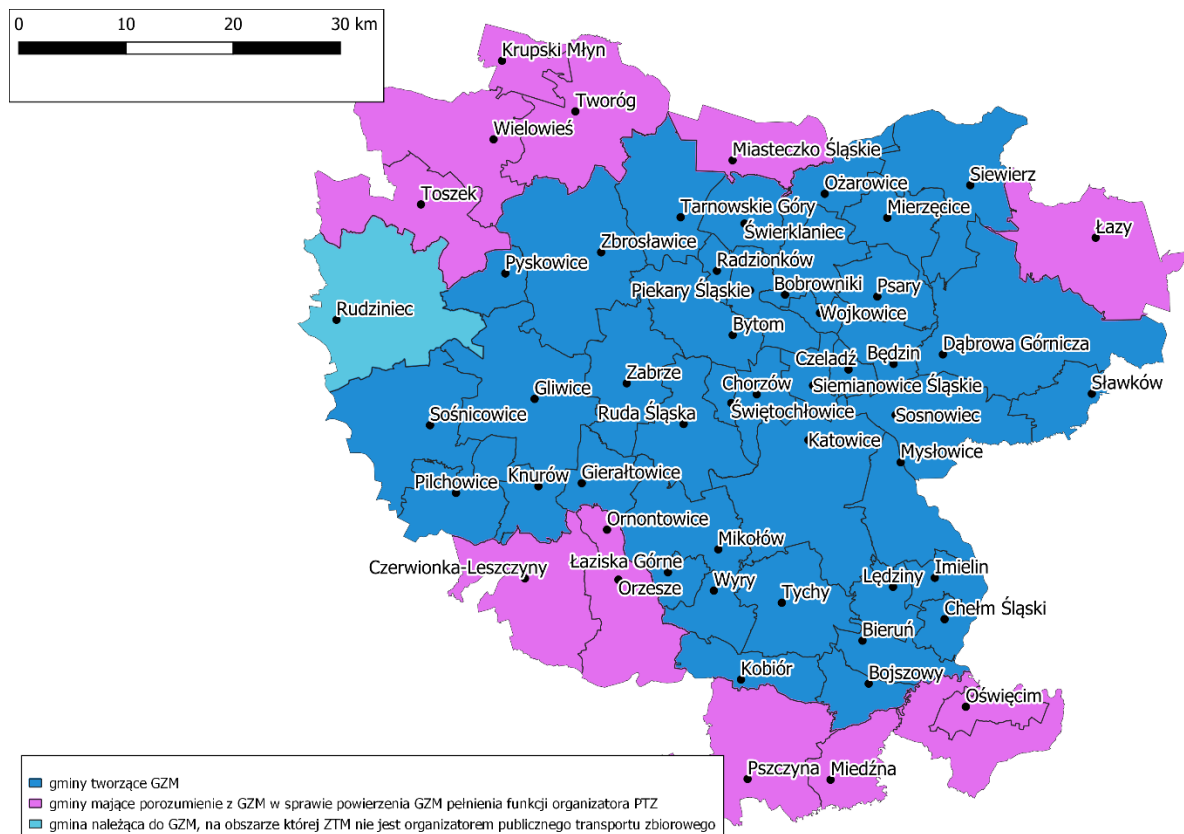 0 10 20 30 km
Krupski Młyn
Tworóg
Wielowieś
Miasteczko Śląskie
Siewierz
Ożarowice
Toszek
Tarnowskie Góry
Mierzęcice
Świerklaniec
Łazy
Zbrosławice
Radzionków
Pyskowice
Piekary Śląskie
Bobrowniki
Psary
Rudziniec
Wojkowice
Bytom
Dąbrowa Górnicza
Czeladź
Będzin
Zabrze
Chorzów
Siemianowice Śląskie
Sławków
Gliwice
Sośnicowice
Ruda Śląska
Świętochłowice
Sosnowiec
Katowice
Mysłowice
Pilchowice
Knurów
Gierałtowice
Ornontowice
Mikołów
Czerwionka-Leszczyny
Łaziska Górne
Orzesze
Wyry
Tychy
Lędziny
Imielin
Chełm Śląski
Bieruń
Kobiór
Bojszowy
Oświęcim
Pszczyna
Miedźna
gminy tworzące GZM
gminy mające porozumienie z GZM w sprawie powierzenia GZM pełnienia funkcji organizatora PTZ
gmina należąca do GZM, na obszarze której ZTM nie jest organizatorem publicznego transportu zbiorowego